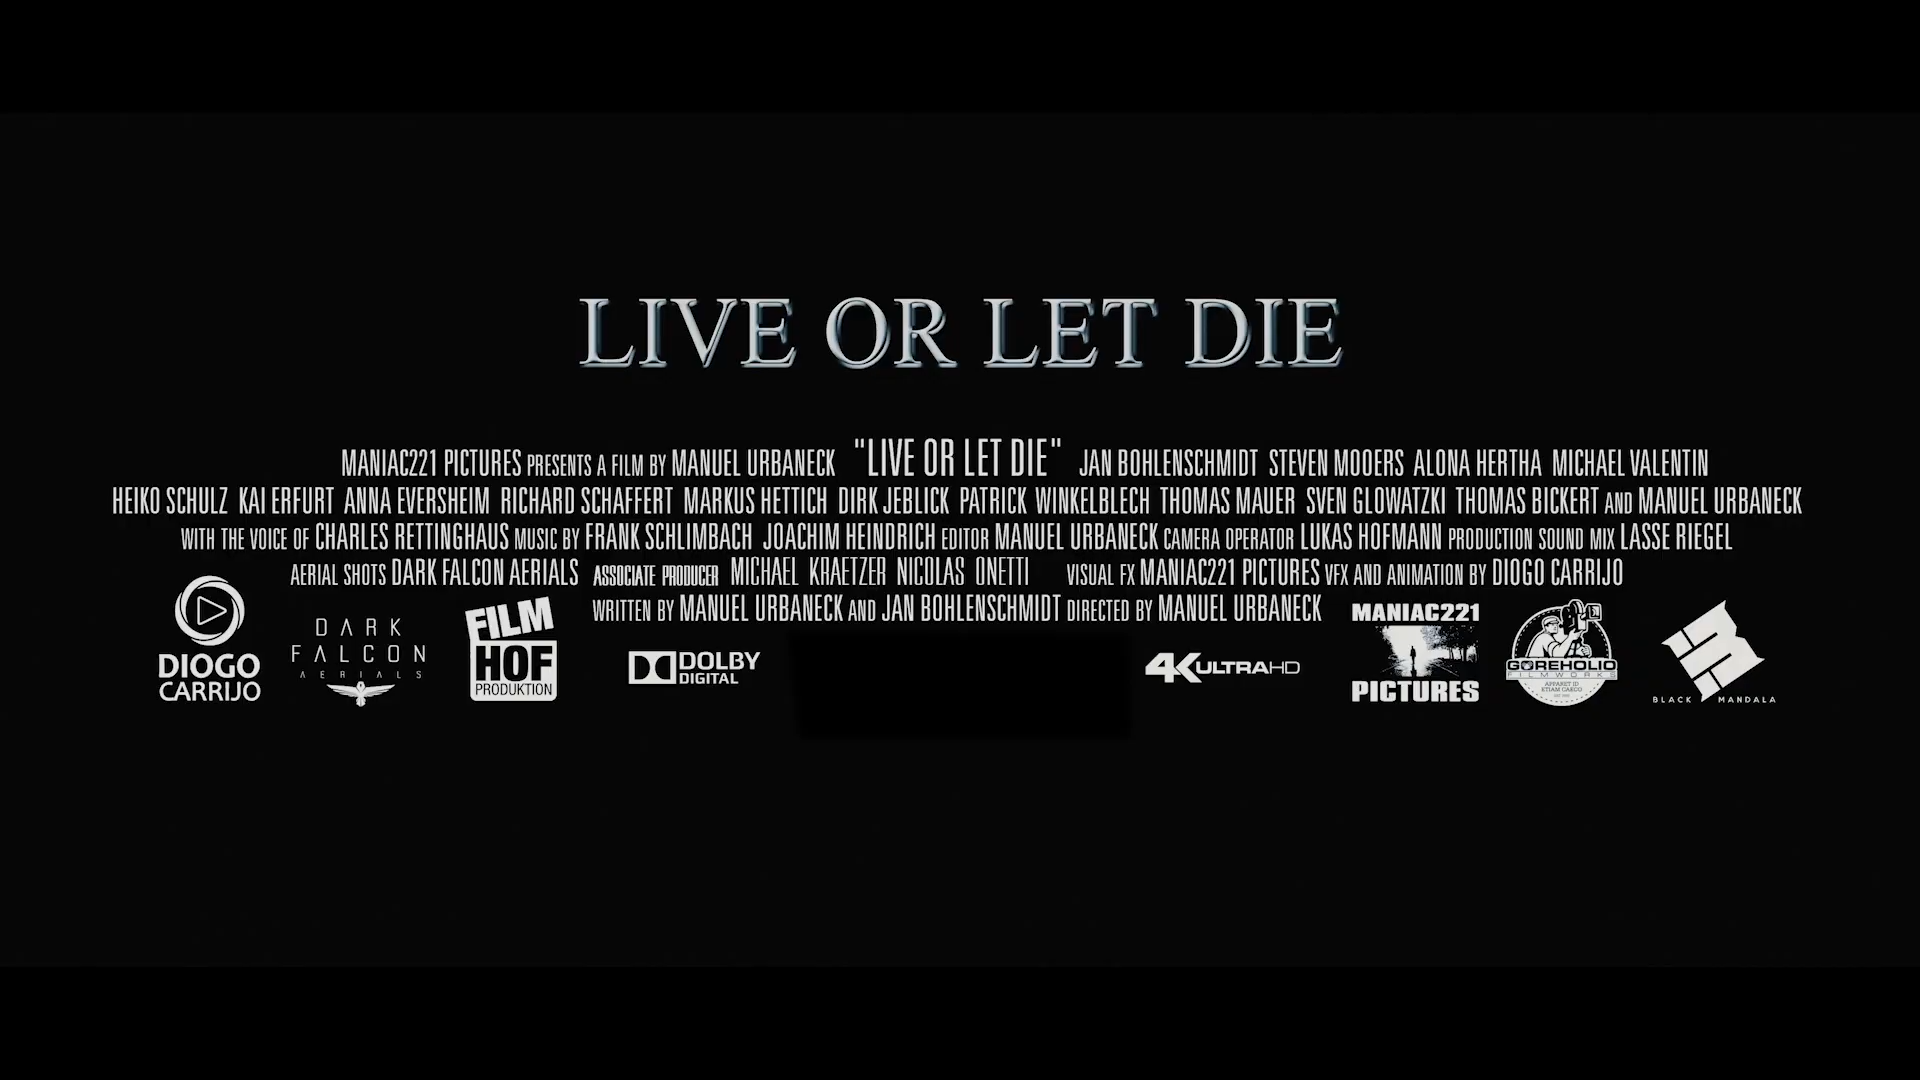 LIVE OR LET DIE
MANIAC221 PICTURES PRESENTS A FILM BY MANUEL URBANECK "LIVE OR LET DIE" JAN BOHLENSCHMIDT STEVEN MOOERS ALONA HERTHA MICHAEL VALENTIN
HEIKO SCHULZ KAI ERFURT ANNA EVERSHEIM RICHARD SCHAFFERT MARKUS HETTICH DIRK JEBLICK PATRICK WINKELBLECH THOMAS MAUER SVEN GLOWATZKI THOMAS BICKERT AND MANUEL URBANECK
WITH THE VOICE OF CHARLES RETTINGHAUS MUSIC BY FRANK SCHLIMBACH JOACHIM HEINDRICH EDITOR MANUEL URBANECK CAMERA OPERATOR LUKAS HOFMANN PRODUCTION SOUND MIX LASSE RIEGEL
AERIAL SHOTS DARK FALCON AERIALS ASSOCIATE PRODUCER MICHAEL KRAETZER NICOLAS ONETTI VISUAL FX MANIAC221 PICTURES VFX AND ANIMATION BY DIOGO CARRIJO
WRITTEN BY MANUEL URBANECK AND JAN BOHLENSCHMIDT DIRECTED BY MANUEL URBANECK
DIOGO
CARRIJO
DARK
FALCON
AERIALS
FILM
HOF
PRODUKTION
DOLBY
DIGITAL
4K ULTRAHD
MANIAC221
PICTURES
GOREHOLIO
FILMWORKS
APPARET ID
ETIAM CAECO
BLACK MANDALA